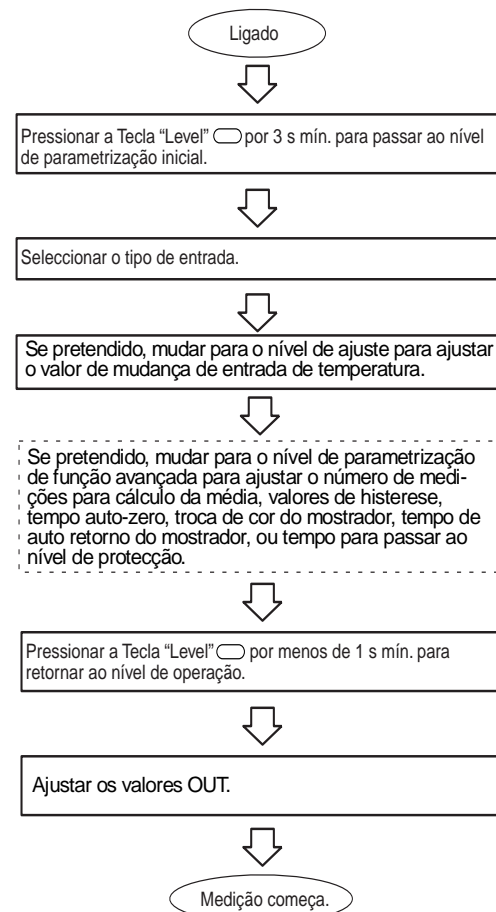 Ligado
Pressionar a Tecla “Level” por 3 s mín. para passar ao nível
de parametrização inicial.
Seleccionar o tipo de entrada.
Se pretendido, mudar para o nível de ajuste para ajustar
o valor de mudança de entrada de temperatura.
Se pretendido, mudar para o nível de parametrização
de função avançada para ajustar o número de medi-
ções para cálculo da média, valores de histerese,
tempo auto-zero, troca de cor do mostrador, tempo de
auto retorno do mostrador, ou tempo para passar ao
nível de protecção.
Pressionar a Tecla “Level” por menos de 1 s mín. para
retornar ao nível de operação.
Ajustar os valores OUT.
Medição começa.